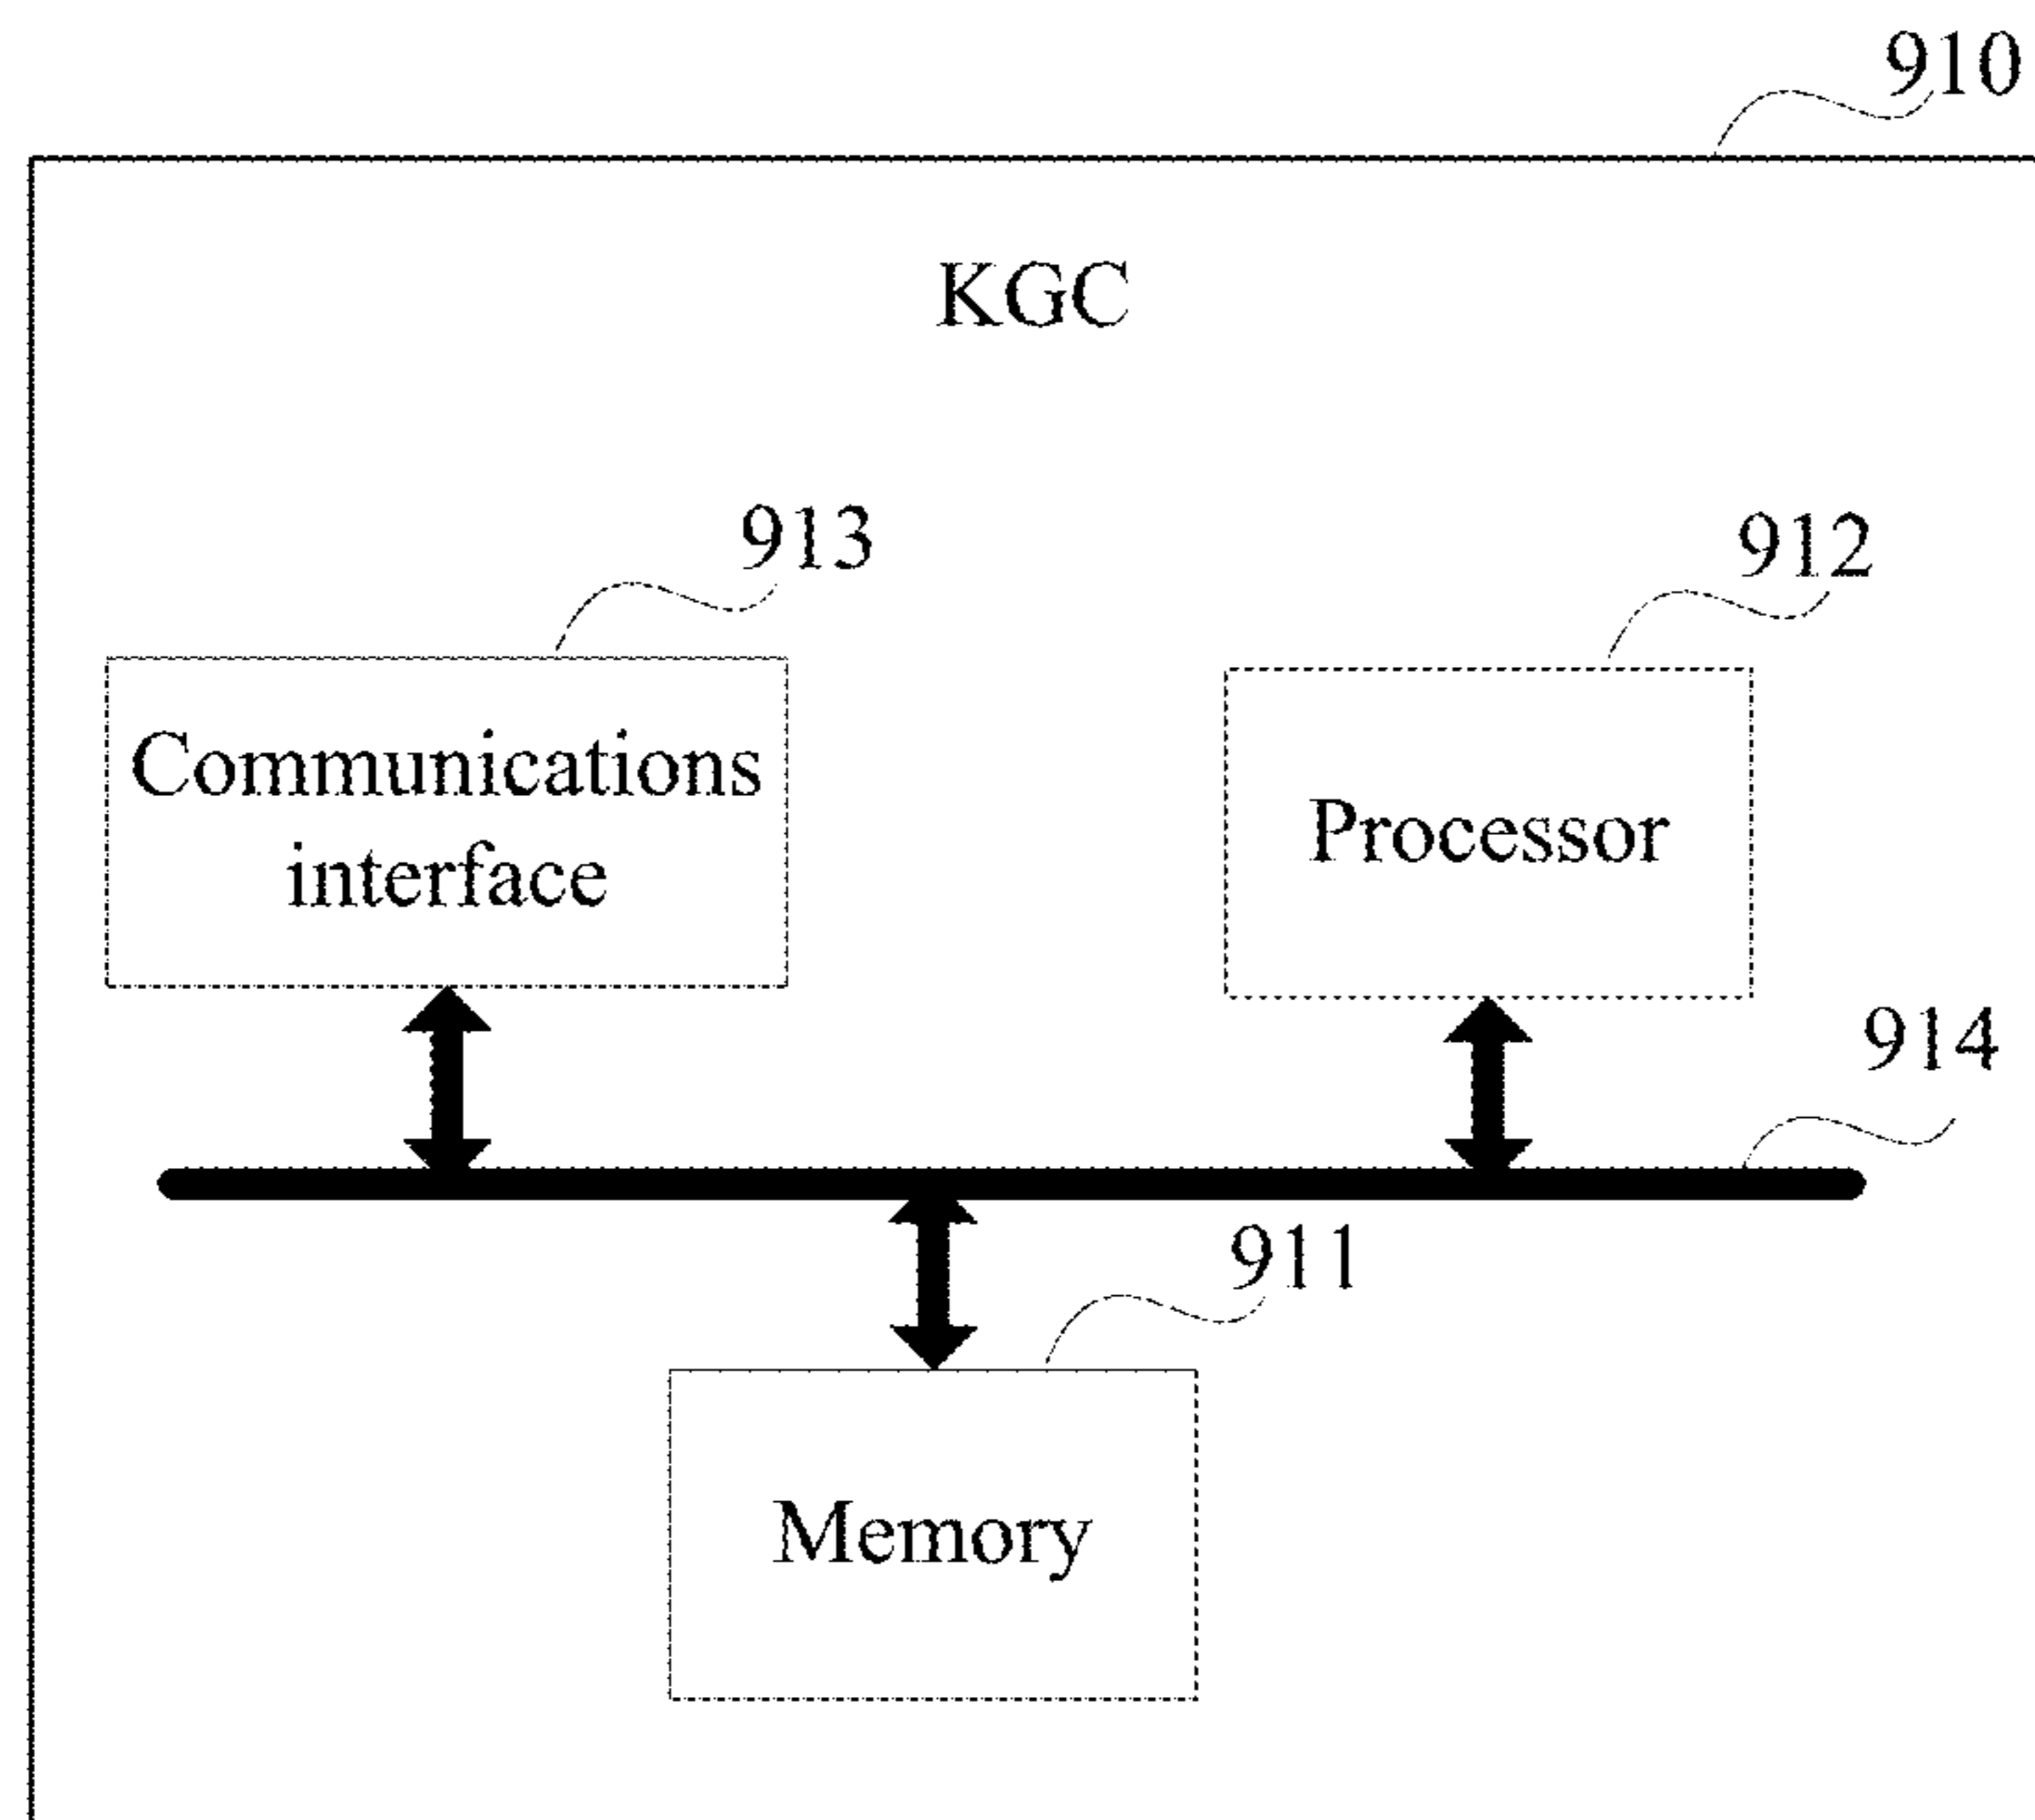 910
KGC
913
912
Communications
interface
Processor
914
911
Memory